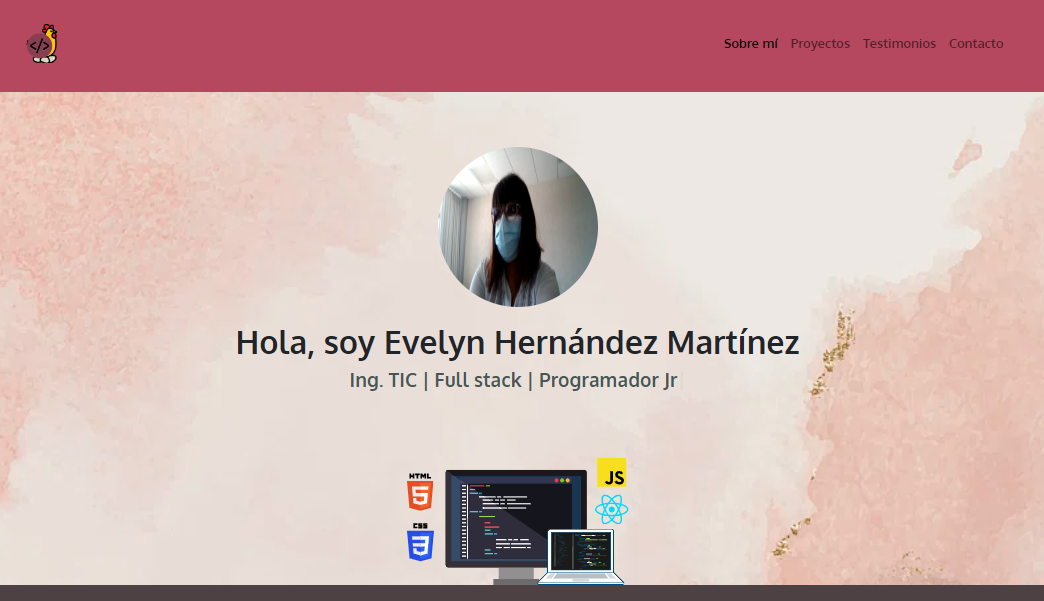 </>
Sobre mí Proyectos Testimonios Contacto
Hola, soy Evelyn Hernández Martínez
Ing. TIC | Full stack | Programador Jr
HTML
5
JS
CSS
3